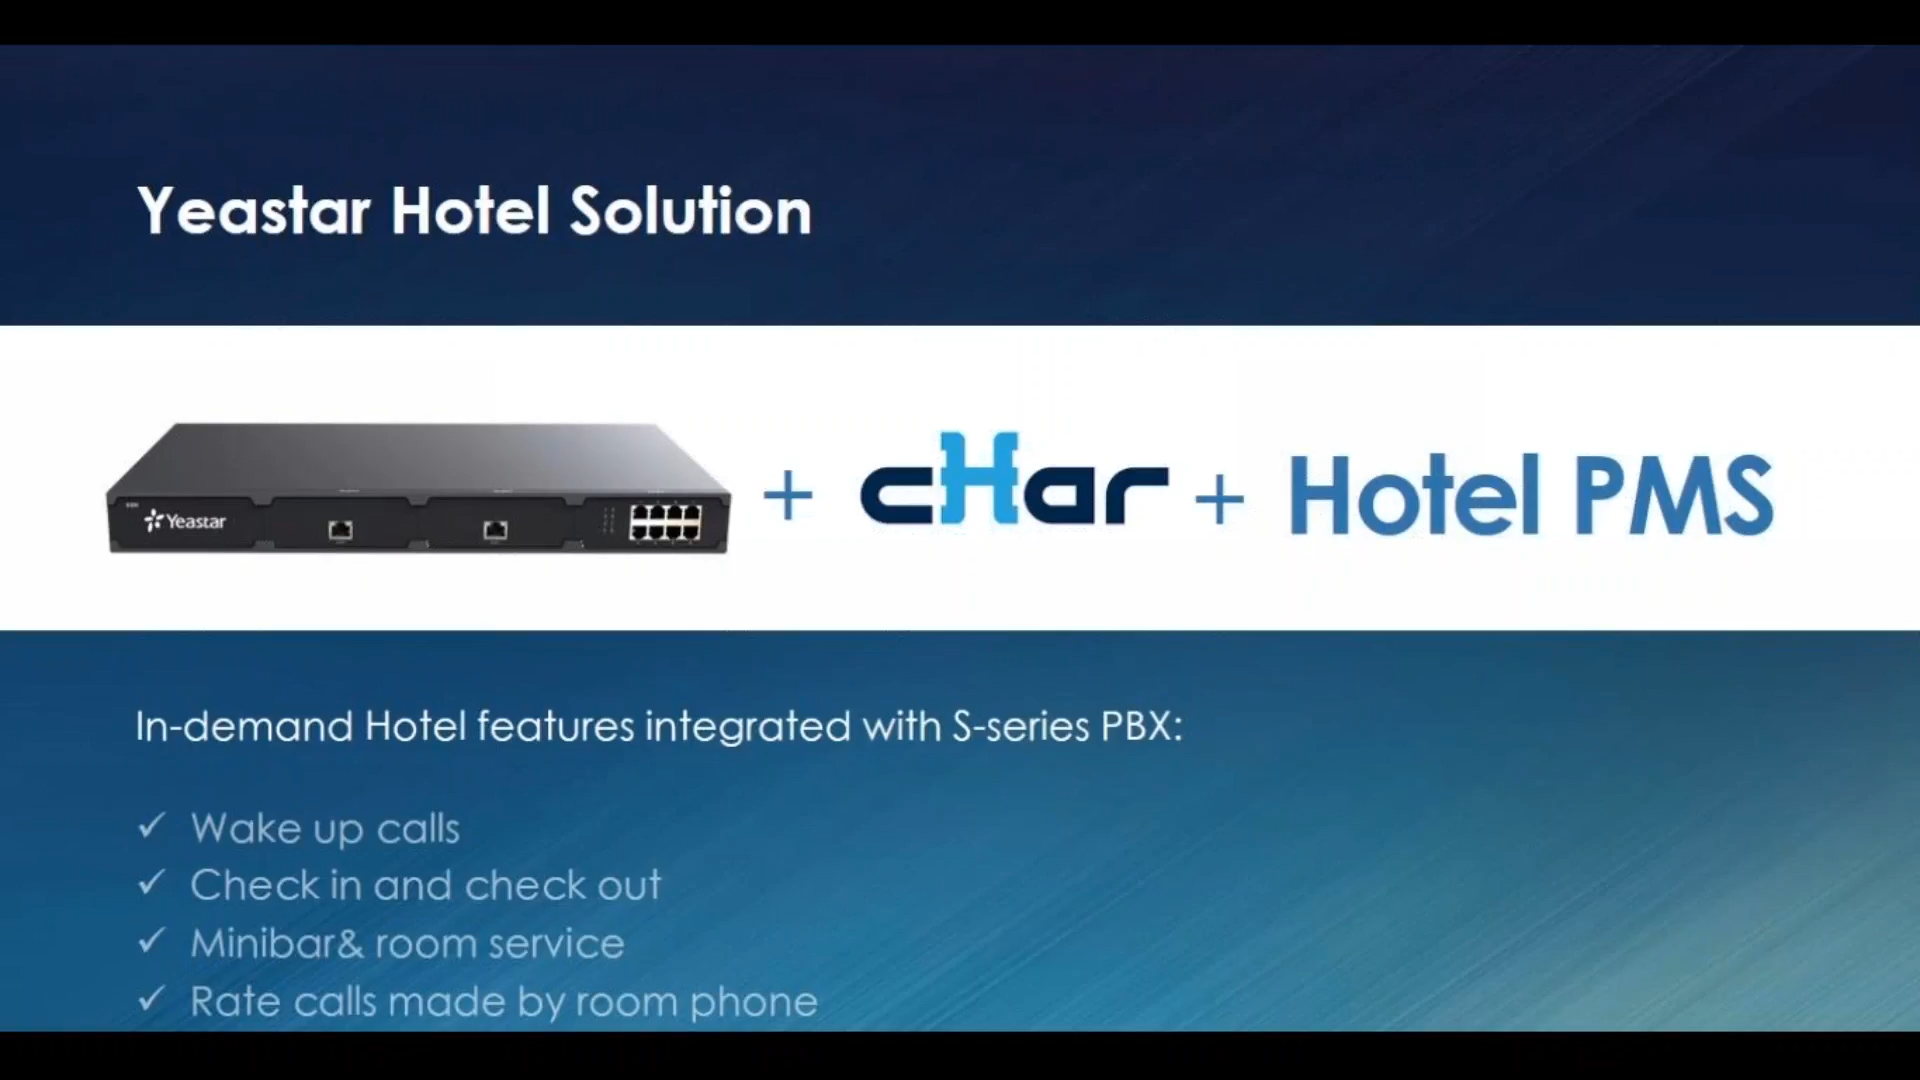 Yeastar Hotel Solution
Yeastar
+ cHar + Hotel PMS
In-demand Hotel features integrated with S-series PBX:
✓ Wake up calls
✓ Check in and check out
✓ Minibar& room service
✓ Rate calls made by room phone